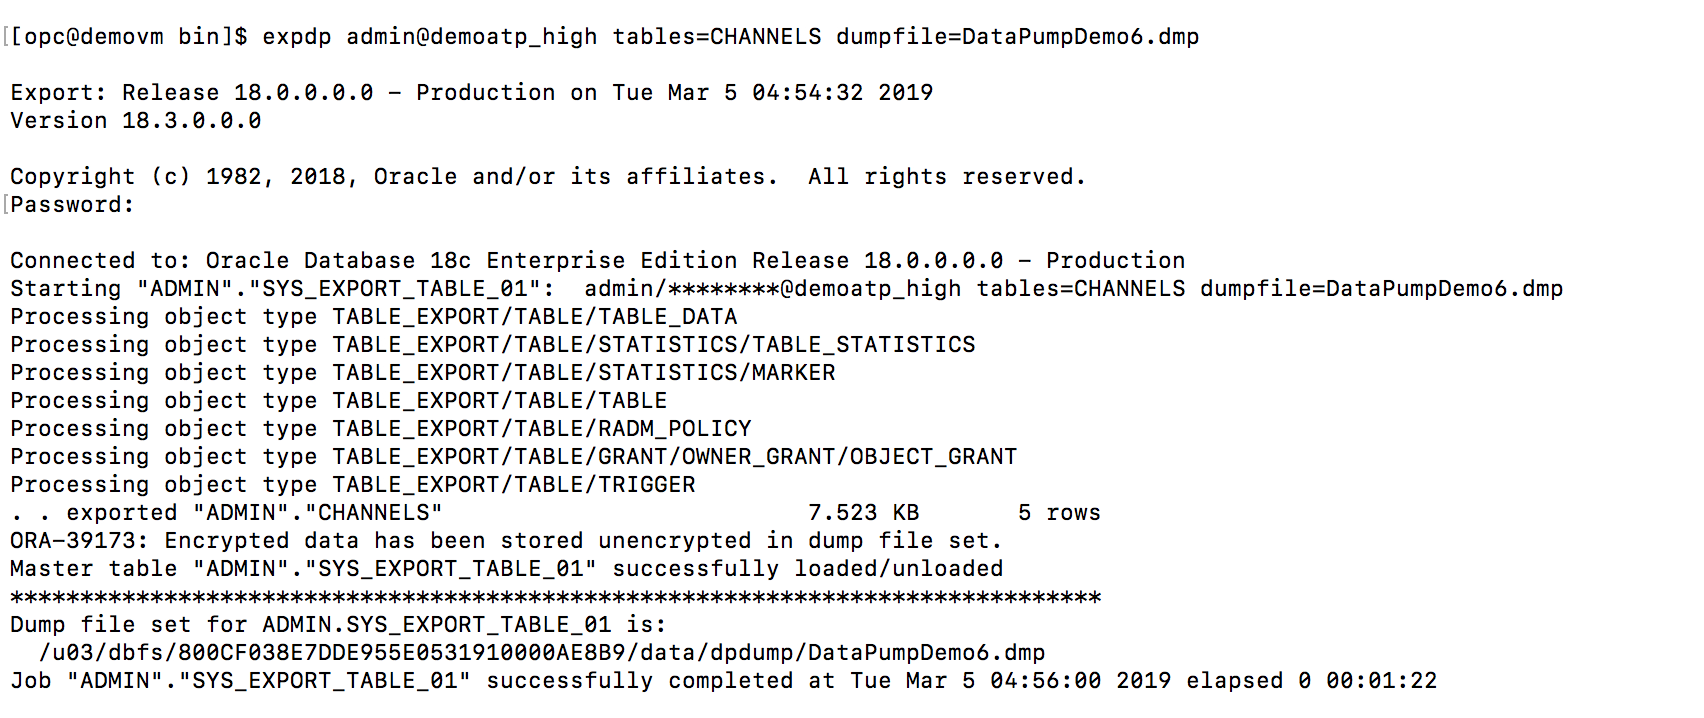 [[opc@demovm bin]$ expdp admin@demoatp_high tables=CHANNELS dumpfile=DataPumpDemo6.dmp
Export: Release 18.0.0.0.0 - Production on Tue Mar 5 04:54:32 2019
Version 18.3.0.0.0
Copyright (c) 1982, 2018, Oracle and/or its affiliates.  All rights reserved.
[Password:
Connected to: Oracle Database 18c Enterprise Edition Release 18.0.0.0.0 - Production
Starting "ADMIN"."SYS_EXPORT_TABLE_01":  admin/********@demoatp_high tables=CHANNELS dumpfile=DataPumpDemo6.dmp
Processing object type TABLE_EXPORT/TABLE/TABLE_DATA
Processing object type TABLE_EXPORT/TABLE/STATISTICS/TABLE_STATISTICS
Processing object type TABLE_EXPORT/TABLE/STATISTICS/MARKER
Processing object type TABLE_EXPORT/TABLE/TABLE
Processing object type TABLE_EXPORT/TABLE/RADM_POLICY
Processing object type TABLE_EXPORT/TABLE/GRANT/OWNER_GRANT/OBJECT_GRANT
Processing object type TABLE_EXPORT/TABLE/TRIGGER
. . exported "ADMIN"."CHANNELS"                          7.523 KB       5 rows
ORA-39173: Encrypted data has been stored unencrypted in dump file set.
Master table "ADMIN"."SYS_EXPORT_TABLE_01" successfully loaded/unloaded
******************************************************************************
Dump file set for ADMIN.SYS_EXPORT_TABLE_01 is:
  /u03/dbfs/800CF038E7DDE955E0531910000AE8B9/data/dpdump/DataPumpDemo6.dmp
Job "ADMIN"."SYS_EXPORT_TABLE_01" successfully completed at Tue Mar 5 04:56:00 2019 elapsed 0 00:01:22